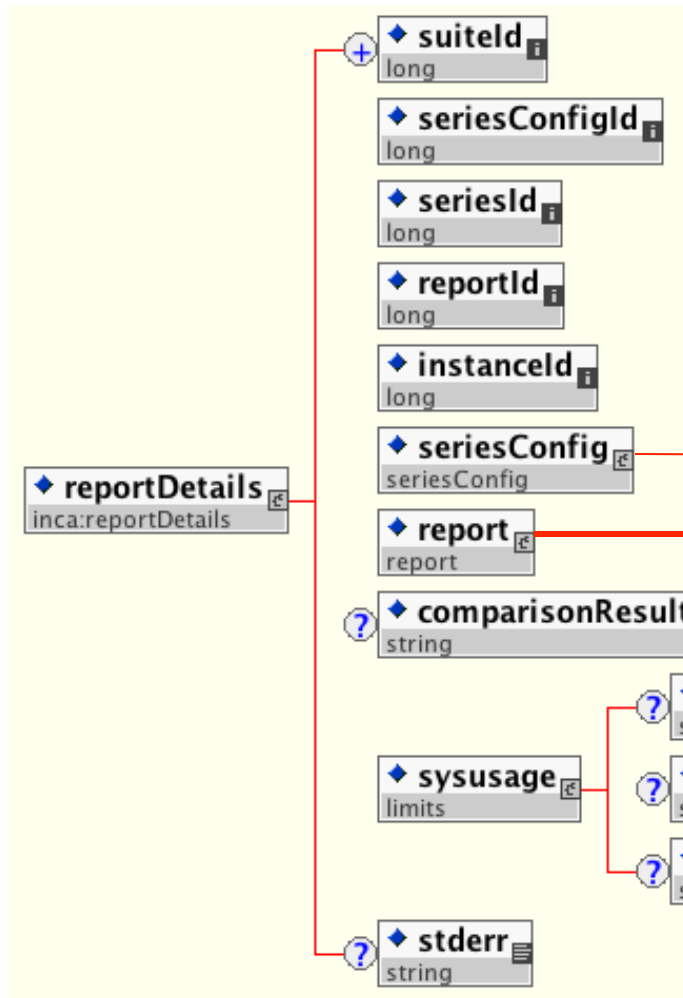 suiteId
long
seriesConfigId
long
seriesId
long
reportId
long
instanceId
long
seriesConfig
seriesConfig
reportDetails
inca:reportDetails
report
report
comparisonResult
string
sysusage
limits
stderr
string